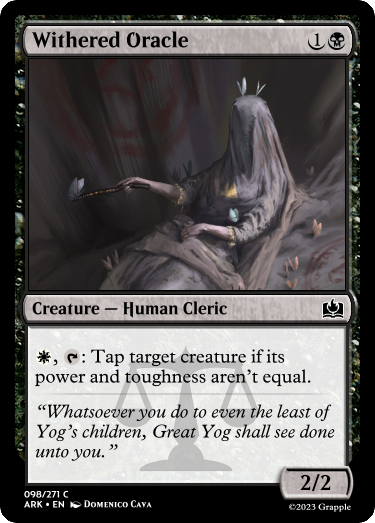 Withered Oracle 1
Creature — Human Cleric
, : Tap target creature if its
power and toughness aren't equal.
“Whatsoever you do to even the least of
Yog's children, Great Yog shall see done
unto you.”
2/2
098/271 C
ARK • EN Domenico Cava
©2023 Grapple